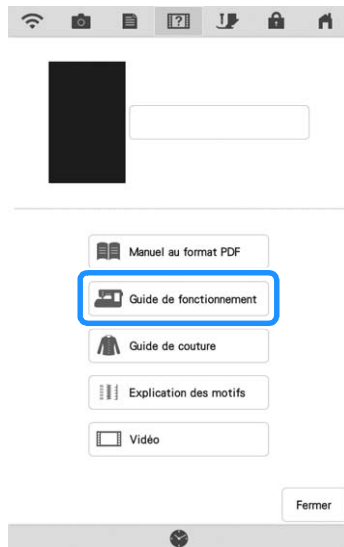 ?
Manuel au format PDF
Guide de fonctionnement
Guide de couture
Explication des motifs
Vidéo
Fermer